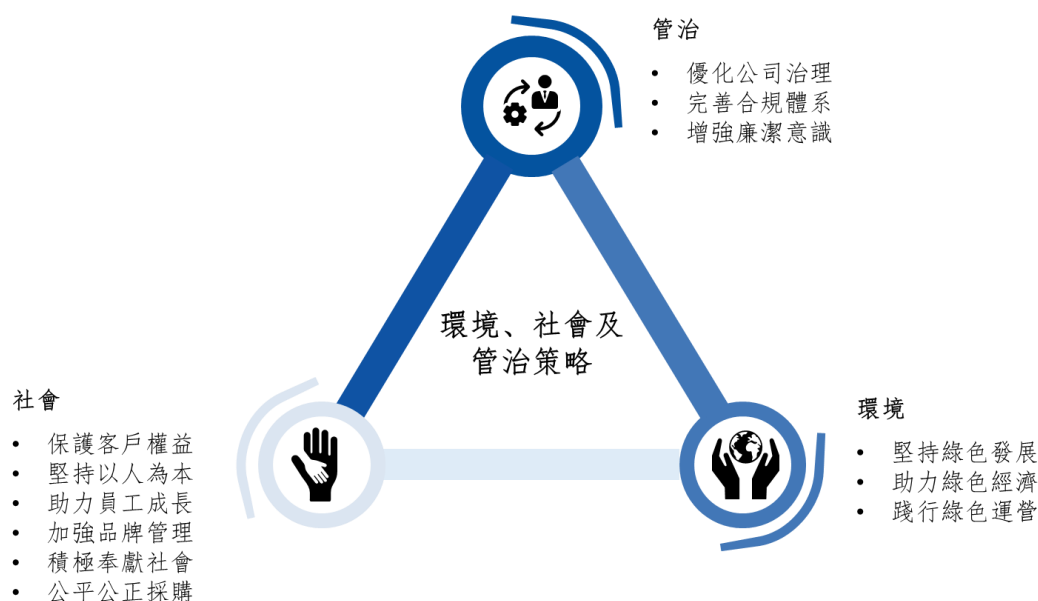 管治
• 優化公司治理
• 完善合規體系
• 增強廉潔意識
環境、社會及
管治策略
社會
• 保護客戶權益
• 堅持以人為本
• 助力員工成長
• 加強品牌管理
• 積極奉獻社會
• 公平公正採購
環境
• 堅持綠色發展
• 助力綠色經濟
• 踐行綠色運營